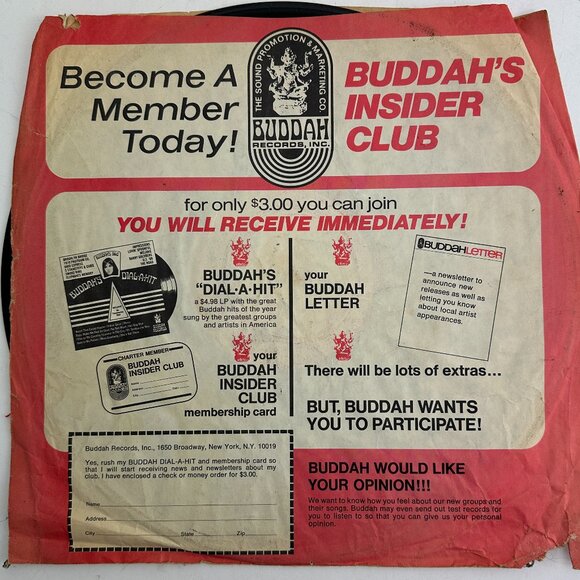 Become A
Member
Today!
THE SOUND PROMOTION & MARKETING CO.
BUDDAH
RECORDS, INC.
BUDDAH'S
INSIDER
CLUB
for only $3.00 you can join
YOU WILL RECEIVE IMMEDIATELY!
BUDDAH'S
DIAL-A-HIT
BUDDAH'S
"DIAL•A•HIT"
a $4.98 LP with the great
Buddah hits of the year
sung by the greatest groups
and artists in America
your
BUDDAH
LETTER
BUDDAHLETTER
—a newsletter to
announce new
releases as well as
letting you know
about local artist
appearances.
CHARTER MEMBER
BUDDAH
INSIDER CLUB
Name
Address
City
your
BUDDAH
INSIDER
CLUB
membership card
There will be lots of extras...
BUT, BUDDAH WANTS
YOU TO PARTICIPATE!
Buddah Records, Inc., 1650 Broadway, New York, N.Y. 10019
Yes, rush my BUDDAH DIAL-A-HIT and membership card so
that I will start receiving news and newsletters about my
club. I have enclosed a check or money order for $3.00.
Name
Address
City State Zip
BUDDAH WOULD LIKE
YOUR OPINION!!!
We want to know how you feel about our new groups and
their songs. Buddah may even send out test records for
you to listen to so that you can give us your personal
opinion.